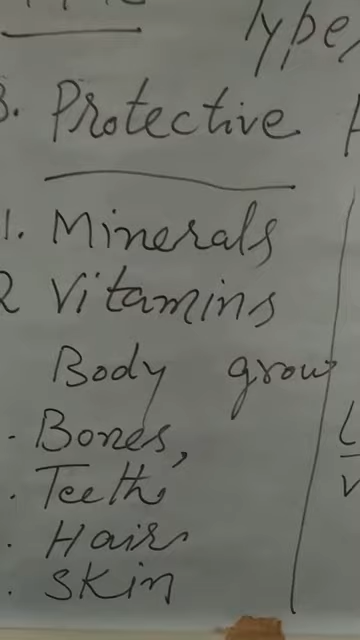 Type
3. Protective
1. Minerals
2 Vitamins
Body grow
. Bones,
. Teeth
. Hair
. Skin